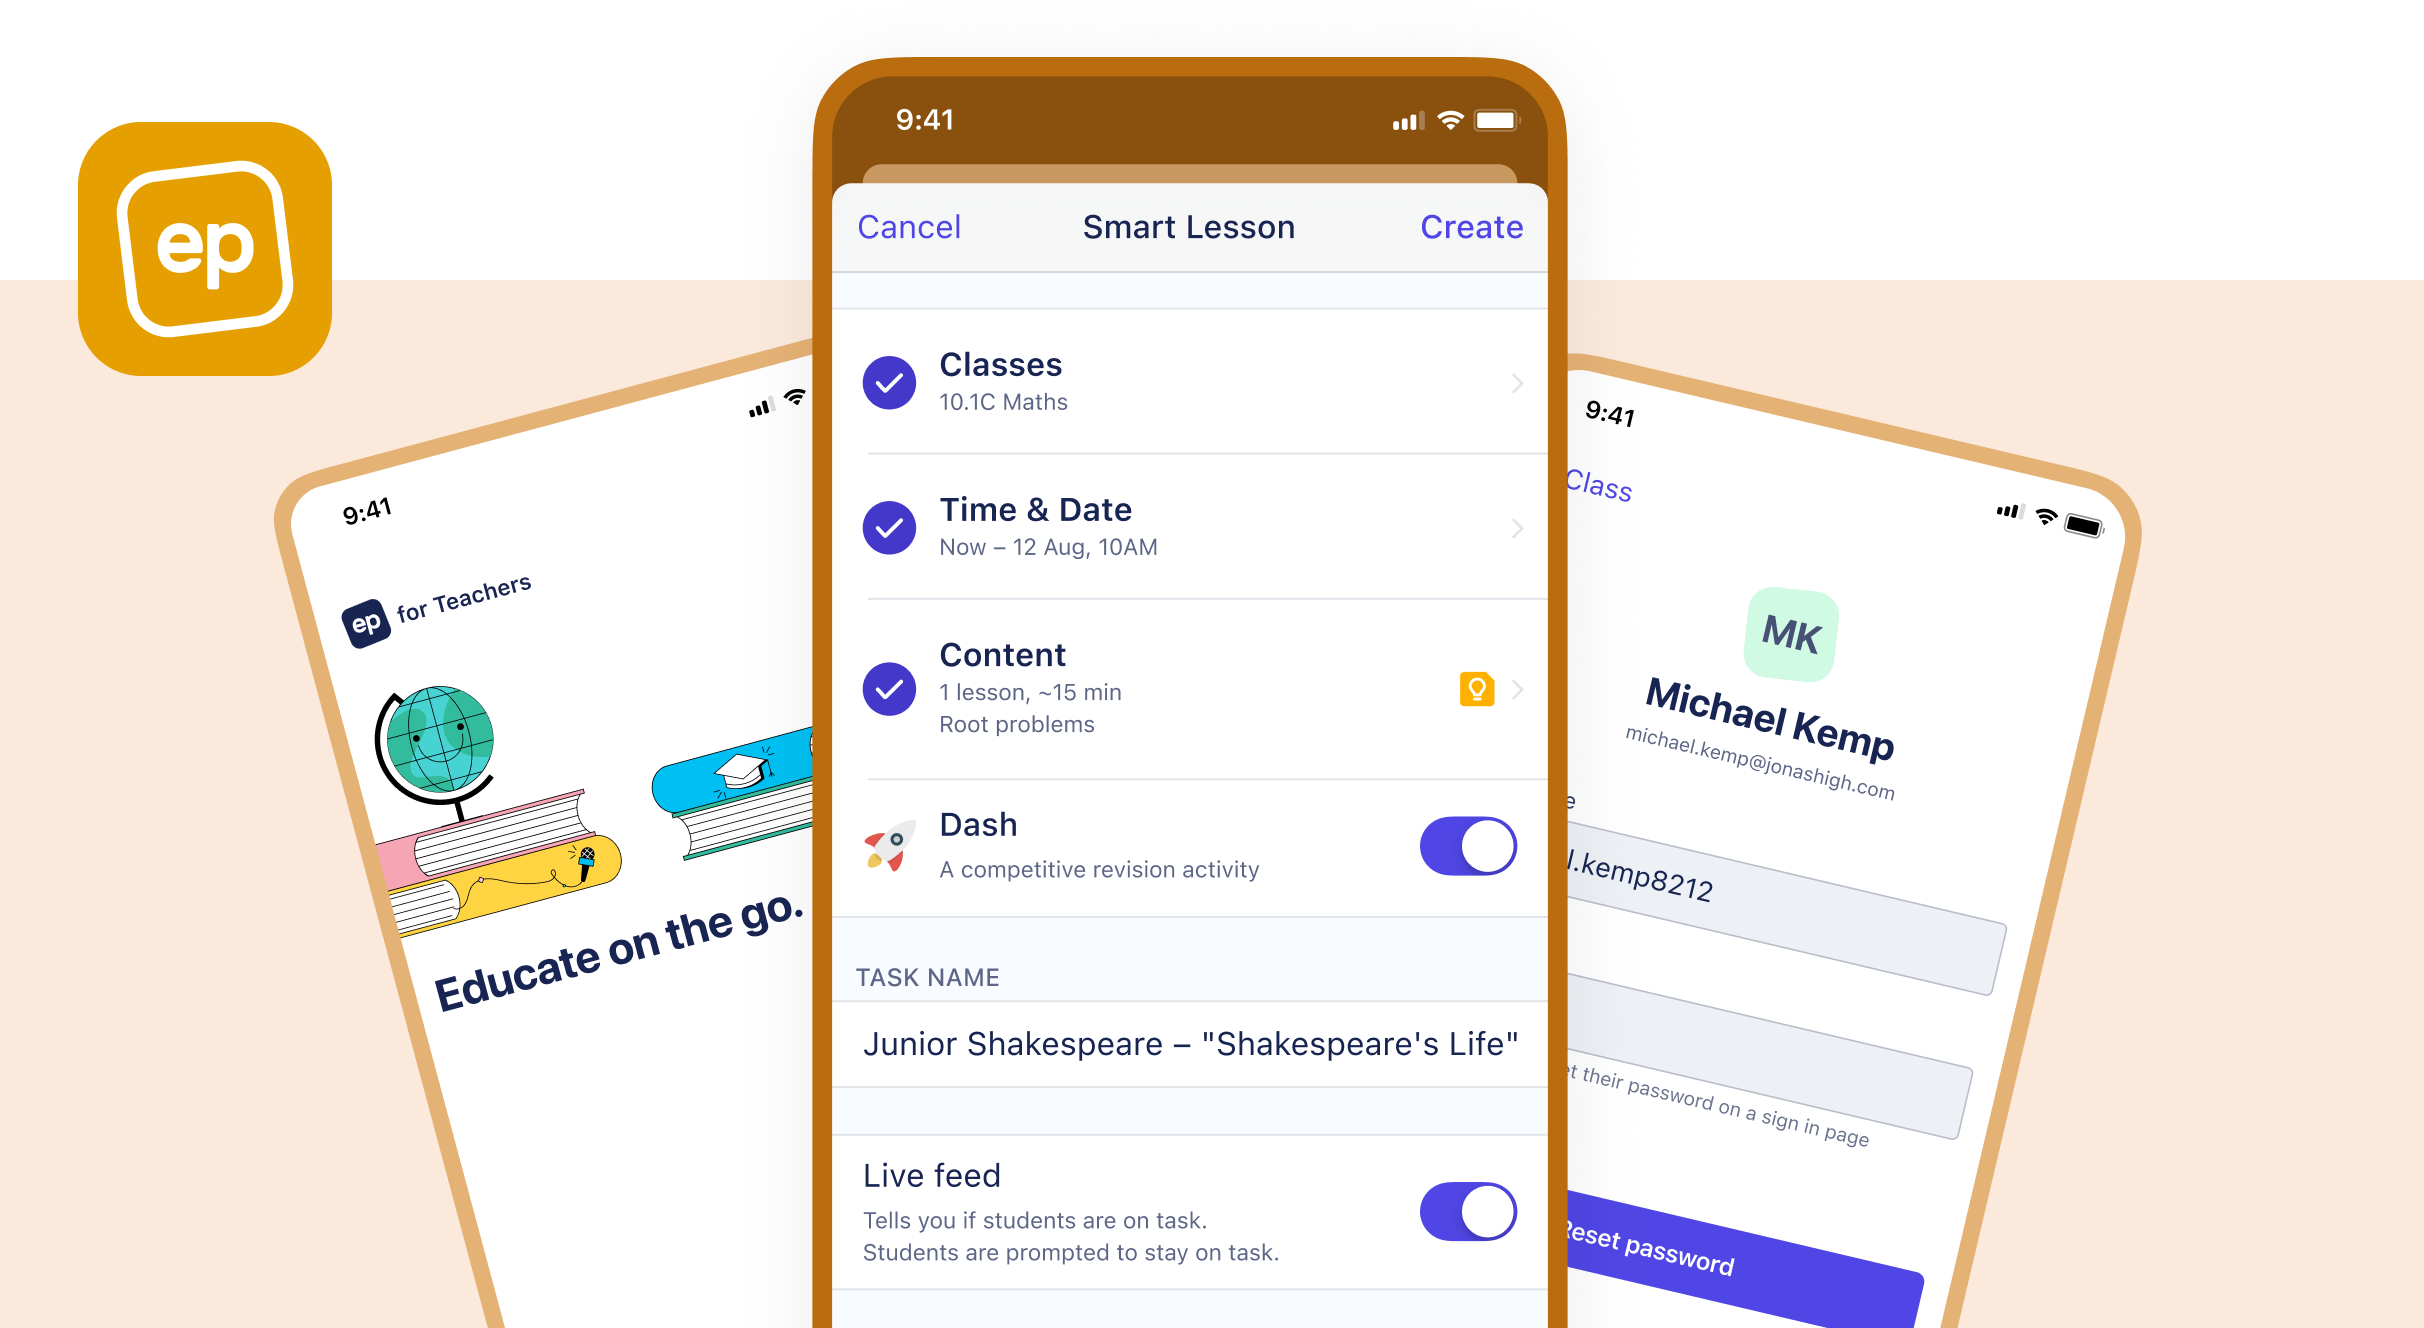 ep
9:41
ep for Teachers
Educate on the go.
9:41
Cancel Smart Lesson Create
Classes
10.1C Maths
Time & Date
Now – 12 Aug, 10AM
Content
1 lesson, ~15 min
Root problems
Dash
A competitive revision activity
TASK NAME
Junior Shakespeare – "Shakespeare's Life"
Live feed
Tells you if students are on task.
Students are prompted to stay on task.
9:41
Class
MK
Michael Kemp
michael.kemp@jonashigh.com
e
l.kemp8212
et their password on a sign in page
Reset password